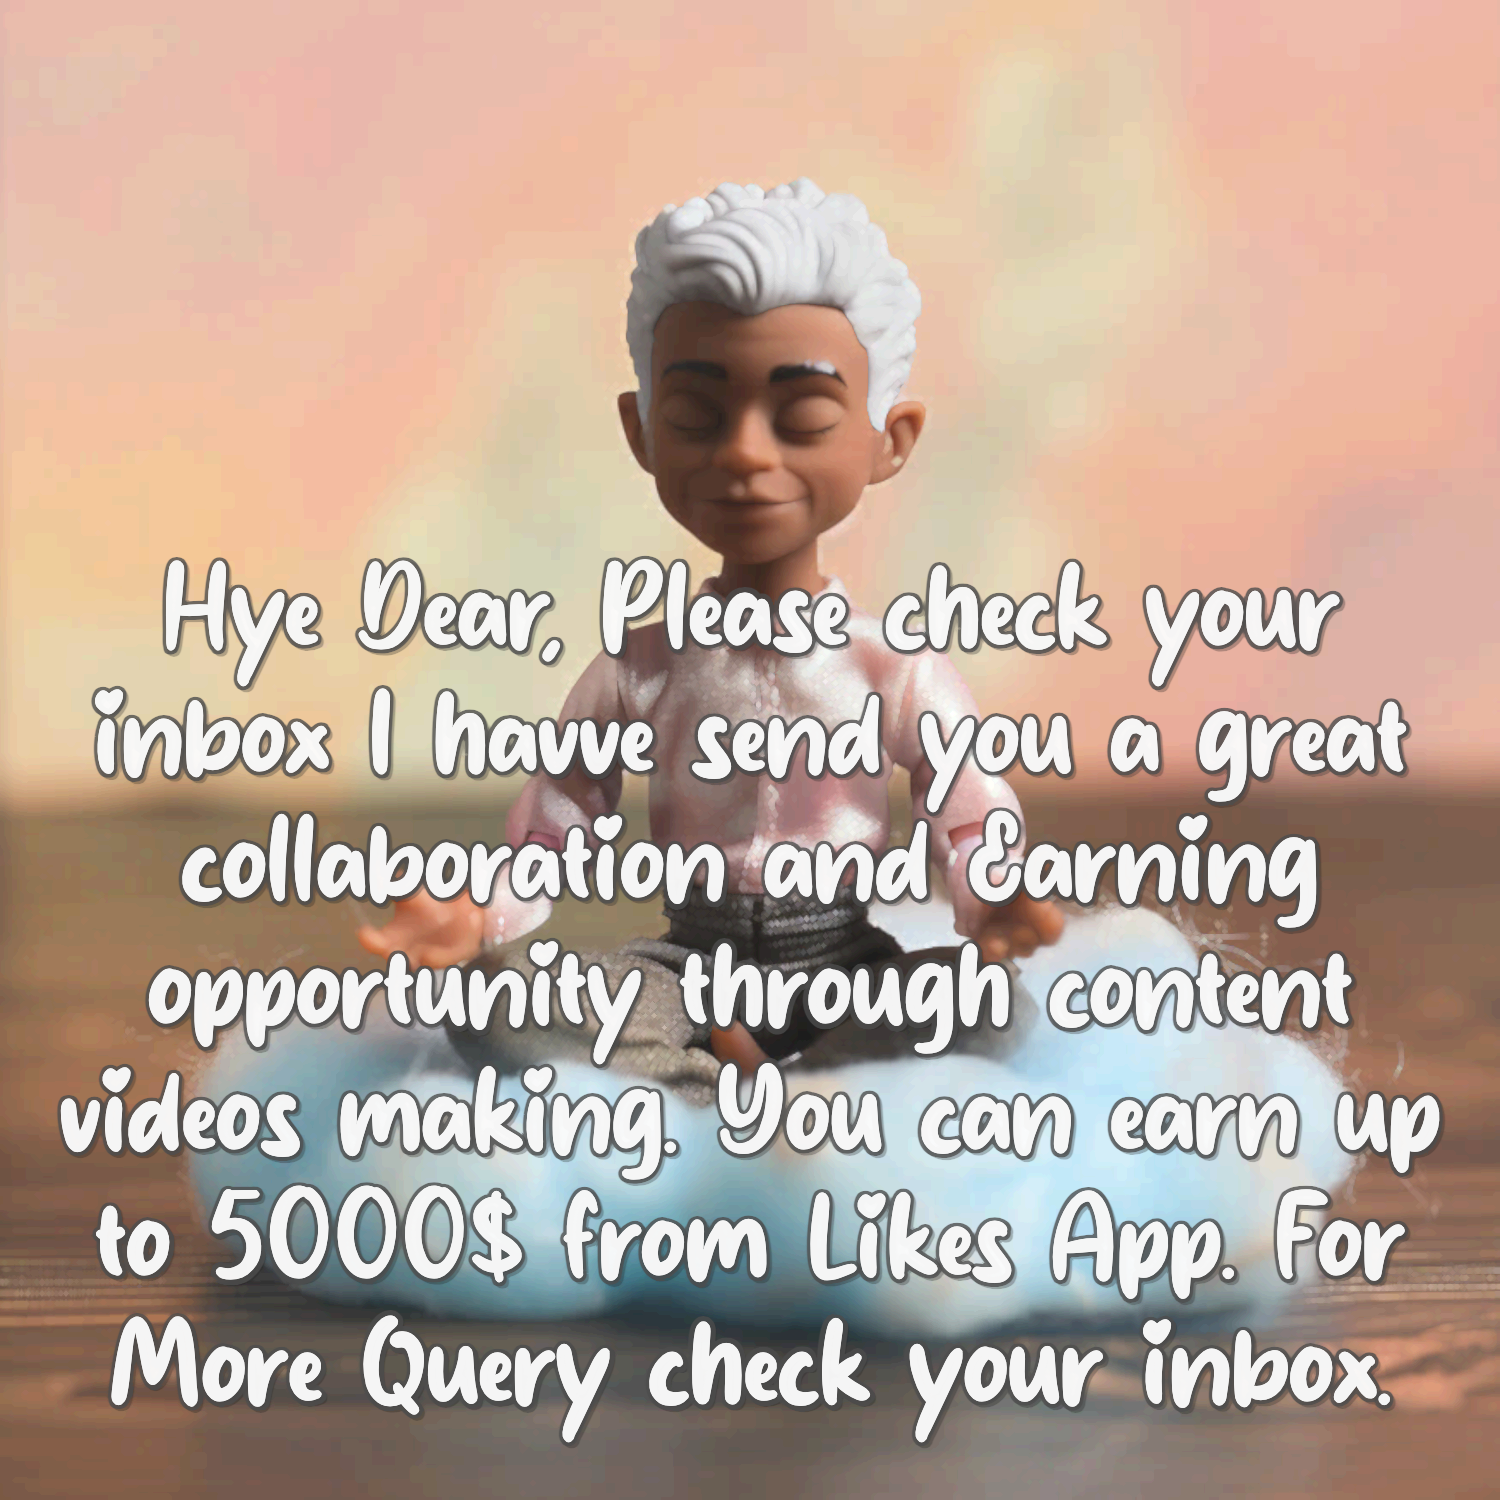 Hye Dear, Please check your
inbox I havve send you a great
collaboration and Earning
opportunity through content
videos making. You can earn up
to 5000$ from Likes App. For
More Query check your inbox.